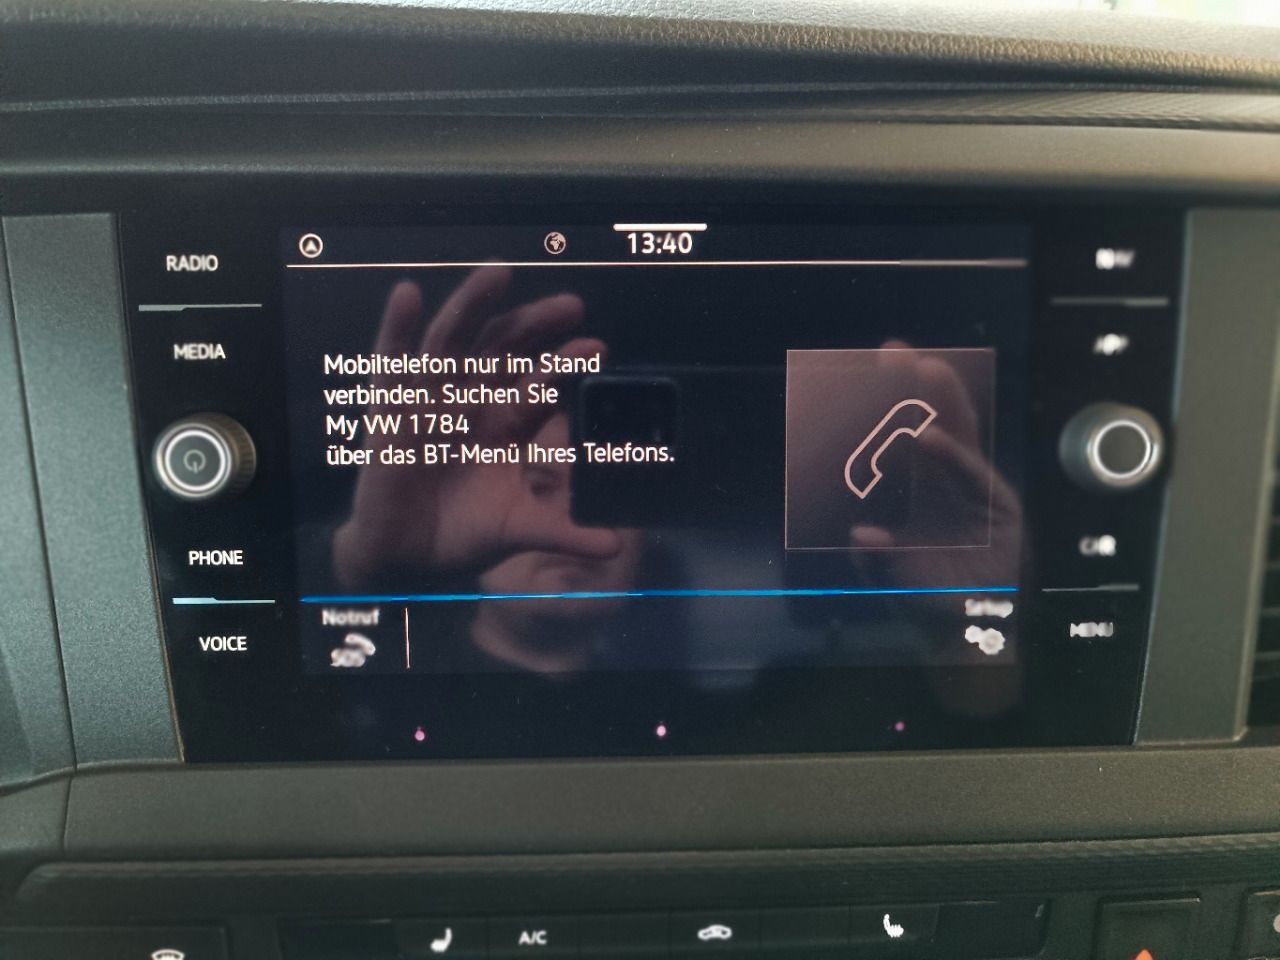 13:40
RADIO
MEDIA
PHONE
VOICE
Mobiltelefon nur im Stand
verbinden. Suchen Sie
My VW 1784
über das BT-Menü Ihres Telefons.
Notruf
SOS
Setup
CAR
MENU
A/C